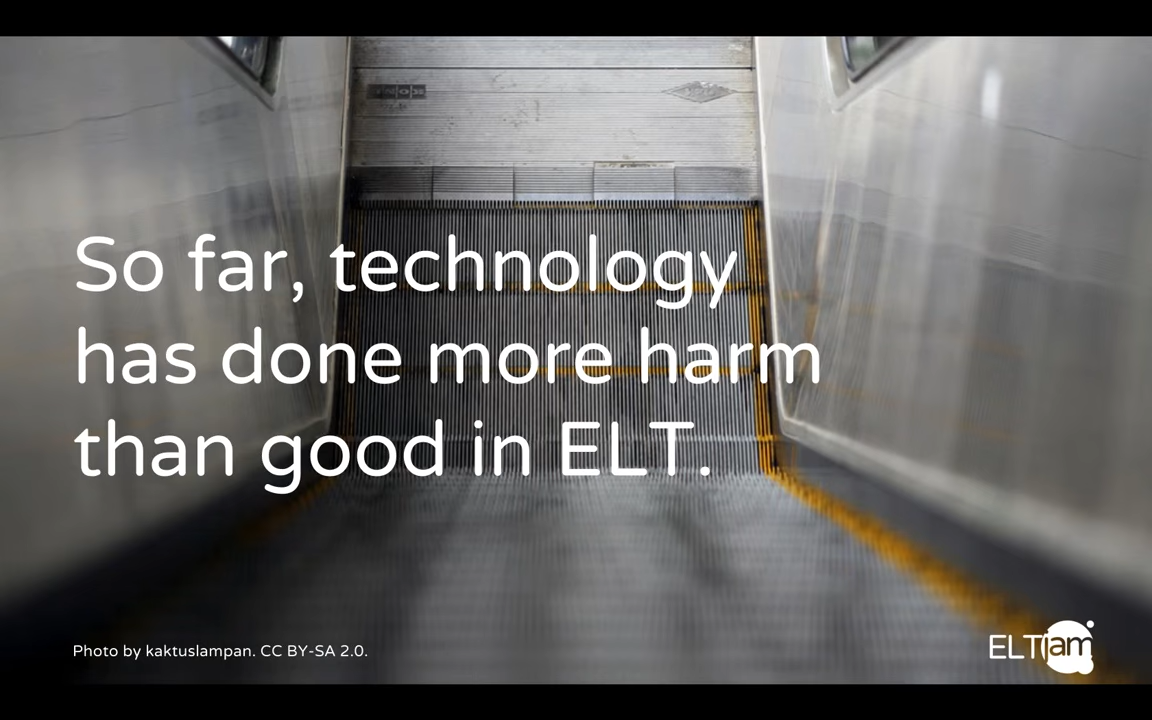 So far, technology
has done more harm
than good in ELT.
Photo by kaktuslampan. CC BY-SA 2.0.
ELTjam